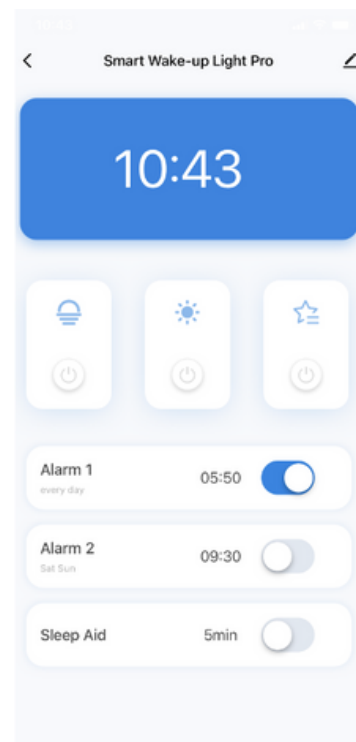 Smart Wake-up Light Pro
10:43
Alarm 1 05:50
every day
Alarm 2 09:30
Sat Sun
Sleep Aid 5min